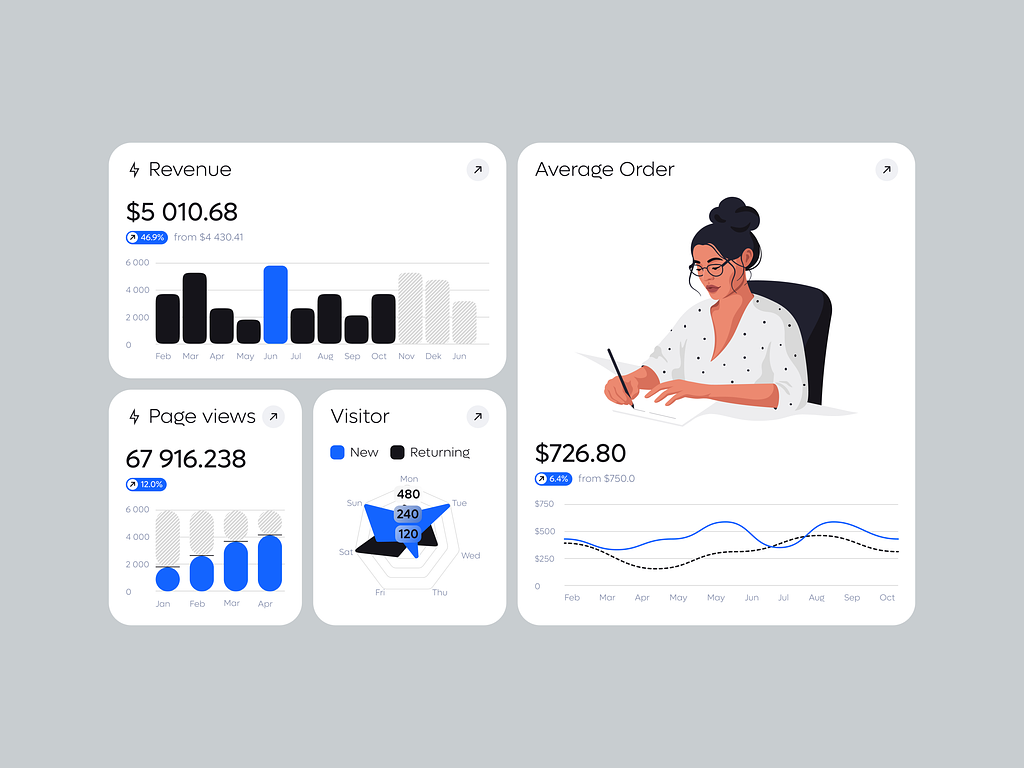 Revenue
$5 010.68
46.9% from $4 430.41
6 000
4 000
2 000
0
Feb Mar Apr May Jun Jul Aug Sep Oct Nov Dek Jun
Page views
67 916.238
12.0%
6 000
4 000
2 000
0
Jan Feb Mar Apr
Visitor
New Returning
Mon
480
Sun Tue
240
120
Sat Wed
Fri Thu
Average Order
$726.80
6.4% from $750.0
$750
$500
$250
0
Feb Mar Apr May May Jun Jul Aug Sep Oct